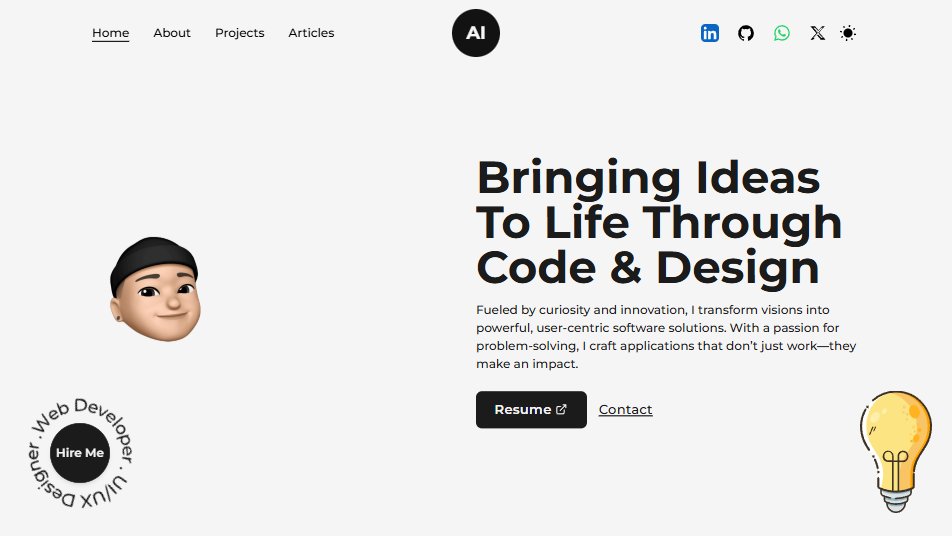 Home
About
Projects
Articles
AI
in
Bringing Ideas
To Life Through
Code & Design
Fueled by curiosity and innovation, I transform visions into
powerful, user-centric software solutions. With a passion for
problem-solving, I craft applications that don’t just work—they
make an impact.
Resume
Contact
Web Developer . UI/UX Designer .
Hire Me